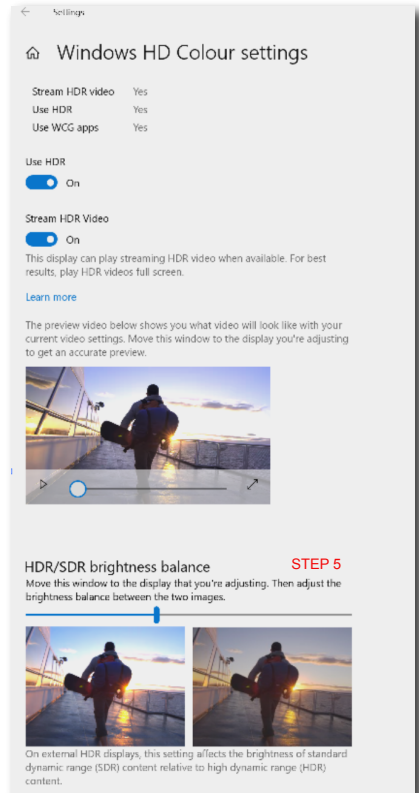 Settings
Windows HD Colour settings
Stream HDR video Yes
Use HDR Yes
Use WCG apps Yes
Use HDR
On
Stream HDR Video
On
This display can play streaming HDR video when available. For best
results, play HDR videos full screen.
Learn more
The preview video below shows you what video will look like with your
current video settings. Move this window to the display you're adjusting
to get an accurate preview.
HDR/SDR brightness balance STEP 5
Move this window to the display that you're adjusting. Then adjust the
brightness balance between the two images.
On external HDR displays, this setting affects the brightness of standard
dynamic range (SDR) content relative to high dynamic range (HDR)
content.